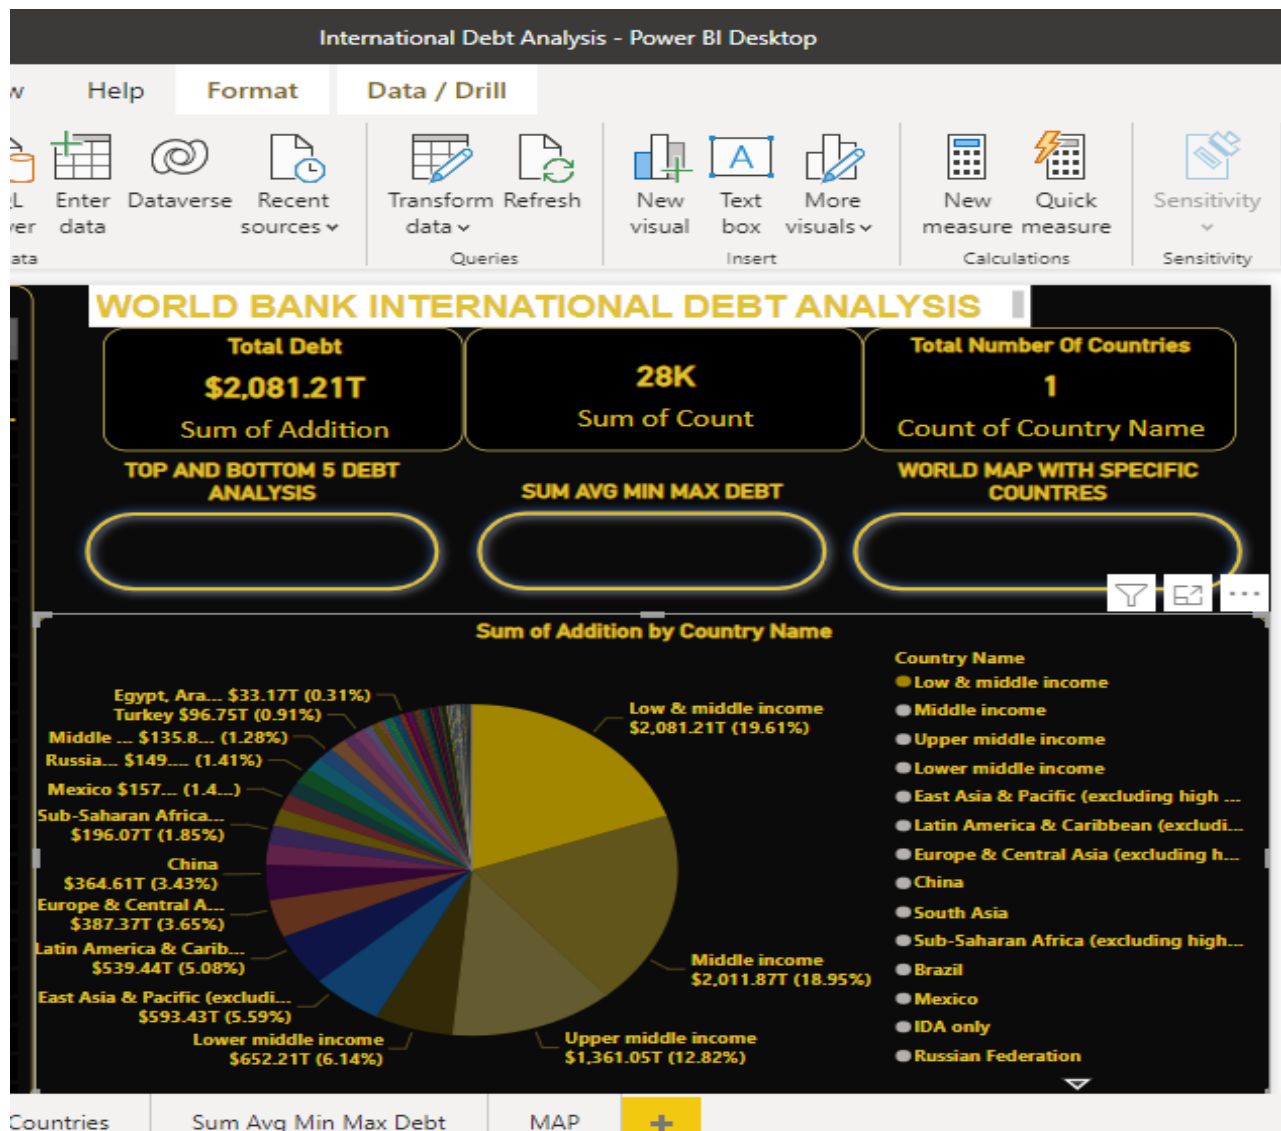 International Debt Analysis - Power BI Desktop
w Help Format Data / Drill
L Enter Dataverse Recent Transform Refresh New Text More New Quick Sensitivity
er data sources data visual box visuals measure measure
ata Queries Insert Calculations Sensitivity
WORLD BANK INTERNATIONAL DEBT ANALYSIS
Total Debt
$2,081.21T
Sum of Addition
28K
Sum of Count
Total Number Of Countries
1
Count of Country Name
TOP AND BOTTOM 5 DEBT
ANALYSIS
SUM AVG MIN MAX DEBT
WORLD MAP WITH SPECIFIC
COUNTRES
Sum of Addition by Country Name
Egypt, Ara... $33.17T (0.31%)
Turkey $96.75T (0.91%)
Middle ... $135.8... (1.28%)
Russia... $149.... (1.41%)
Mexico $157... (1.4...)
Sub-Saharan Africa...
$196.07T (1.85%)
China
$364.61T (3.43%)
Europe & Central A...
$387.37T (3.65%)
Latin America & Carib...
$539.44T (5.08%)
East Asia & Pacific (excludi...
$593.43T (5.59%)
Lower middle income
$652.21T (6.14%)
Low & middle income
$2,081.21T (19.61%)
Middle income
$2,011.87T (18.95%)
Upper middle income
$1,361.05T (12.82%)
Country Name
Low & middle income
Middle income
Upper middle income
Lower middle income
East Asia & Pacific (excluding high ...
Latin America & Caribbean (excludi...
Europe & Central Asia (excluding h...
China
South Asia
Sub-Saharan Africa (excluding high...
Brazil
Mexico
IDA only
Russian Federation
Countries Sum Avg Min Max Debt MAP +